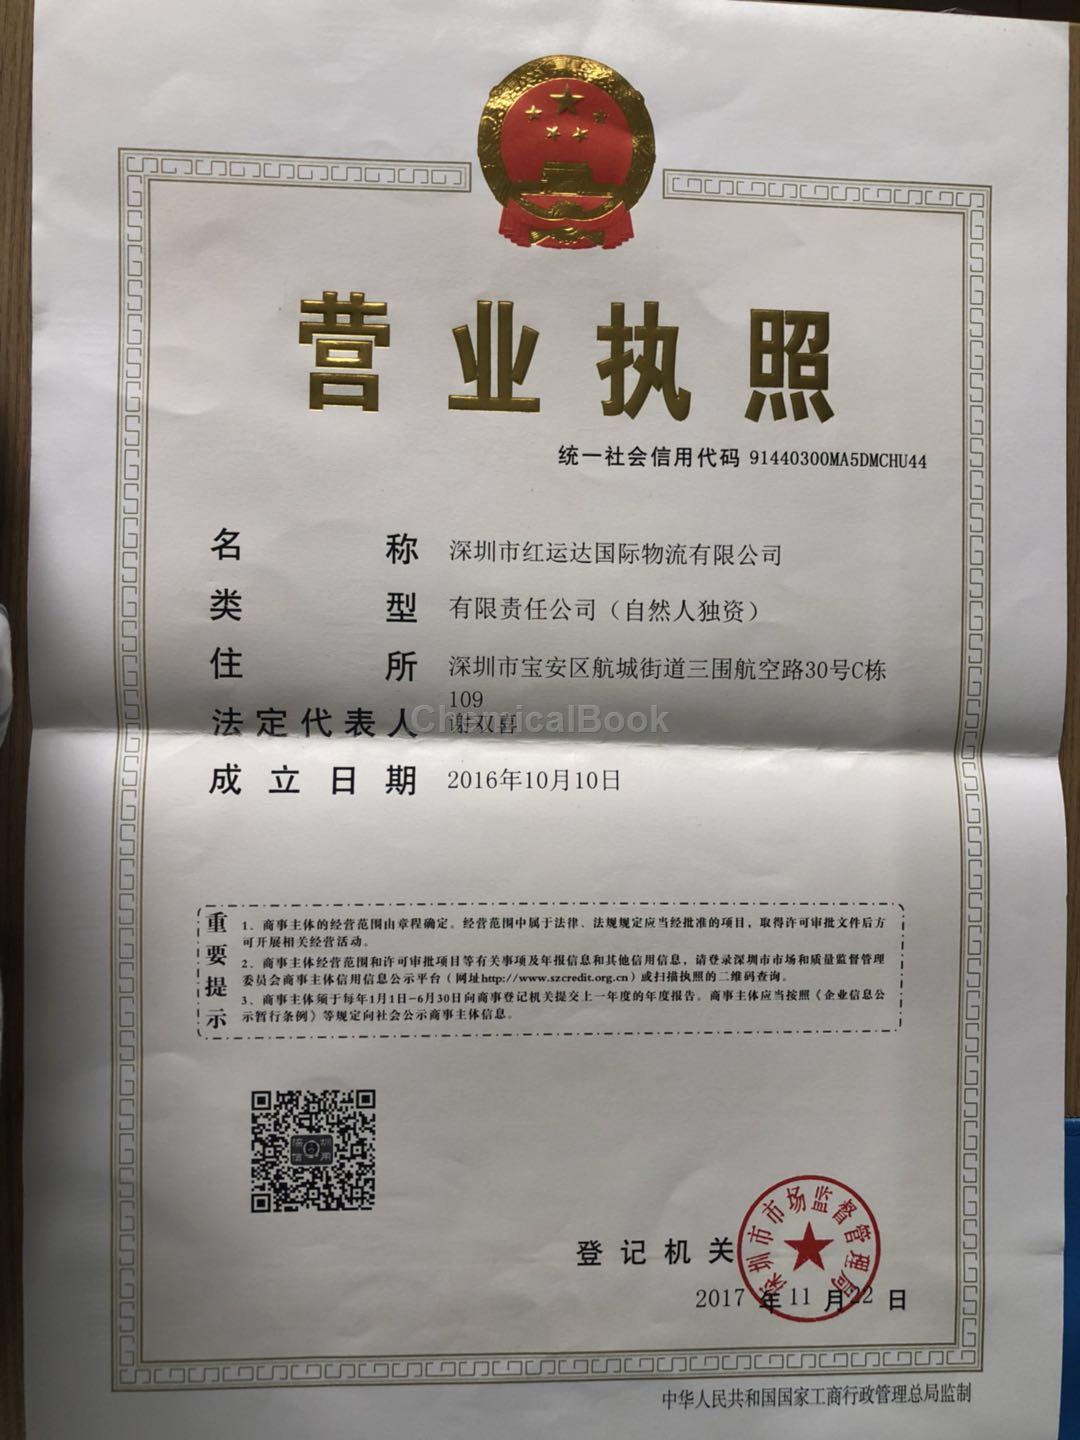 营业执照
统一社会信用代码 91440300MA5DMCHU44
名称 深圳市红运达国际物流有限公司
类型 有限责任公司（自然人独资）
住所 深圳市宝安区航城街道三围航空路30号C栋
109
法定代表人 谢双喜
ChemicalBook
成立日期 2016年10月10日
重要提示
1、商事主体的经营范围由章程确定。经营范围中属于法律、法规规定应当经批准的项目，取得许可审批文件后方
可开展相关经营活动。
2、商事主体经营范围和许可审批项目等有关事项及年报信息和其他信用信息，请登录深圳市市场和质量监督管理
委员会商事主体信用信息公示平台（网址http://www.szcredit.org.cn）或扫描执照的二维码查询。
3、商事主体须于每年1月1日-6月30日向商事登记机关提交上一年度的年度报告。商事主体应当按照《企业信息公
示暂行条例》等规定向社会公示商事主体信息。
深圳信用
深圳市市场监督管理局
登记机关
2017年11月22日
中华人民共和国国家工商行政管理总局监制